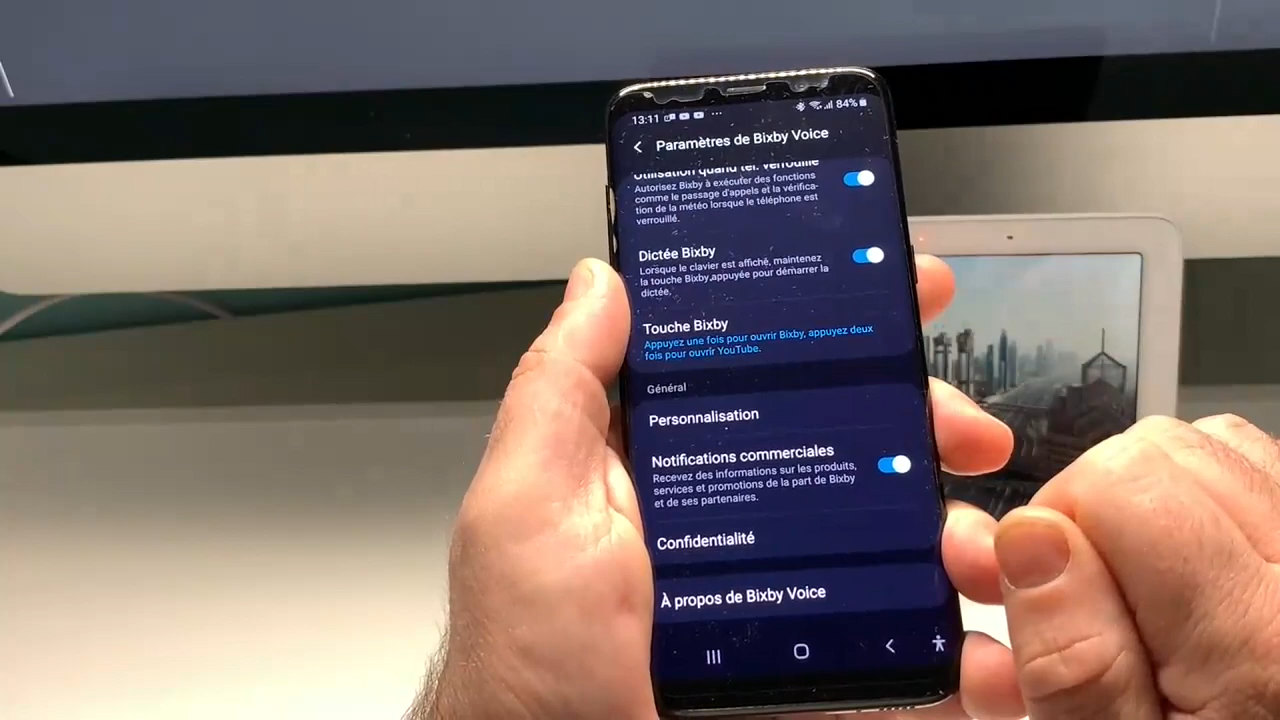 13:11
84%
Paramètres de Bixby Voice
Utilisation quand tél. verrouillé
Autorisez Bixby à exécuter des fonctions
comme le passage d'appels et la vérifica-
tion de la météo lorsque le téléphone est
verrouillé.
Dictée Bixby
Lorsque le clavier est affiché, maintenez
la touche Bixby appuyée pour démarrer la
dictée.
Touche Bixby
Appuyez une fois pour ouvrir Bixby, appuyez deux
fois pour ouvrir YouTube.
Général
Personnalisation
Notifications commerciales
Recevez des informations sur les produits,
services et promotions de la part de Bixby
et de ses partenaires.
Confidentialité
À propos de Bixby Voice